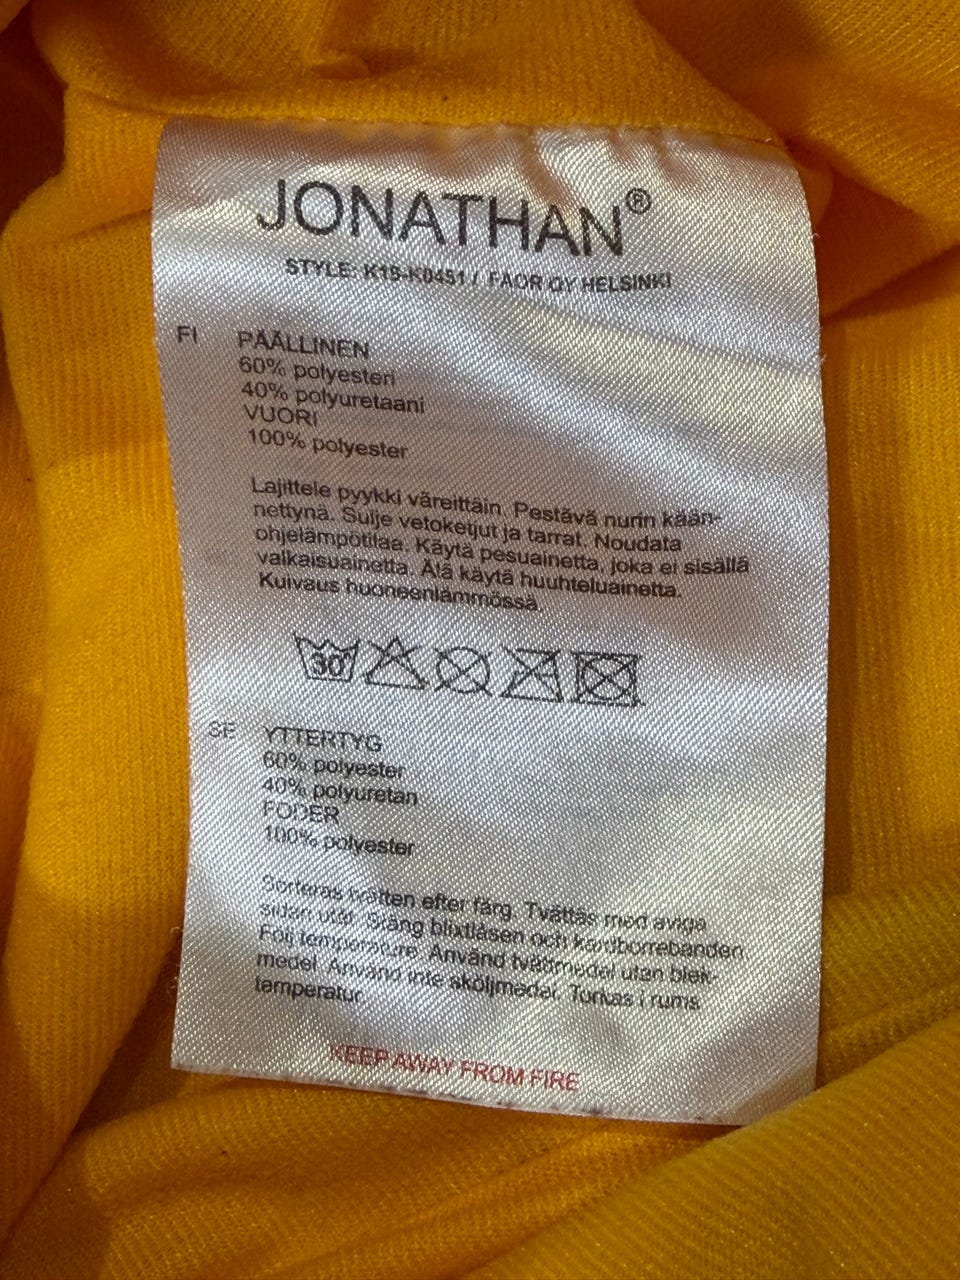 JONATHAN®
STYLE: K19-K0451 / FAOR OY HELSINKI
FI PÄÄLLINEN
60% polyesteri
40% polyuretaani
VUORI
100% polyester
Lajittele pyykki väreittäin. Pestävä nurin kään-
nettynä. Sulje vetoketjut ja tarrat. Noudata
ohjelämpötilaa. Käytä pesuainetta, joka ei sisällä
valkaisuainetta. Älä käytä huuhteluainetta.
Kuivaus huoneenlämmössä.
30°
SE YTTERTYG
60% polyester
40% polyuretan
FODER
100% polyester
Sorteras tvätten efter färg. Tvättas med aviga
sidan utåt. Stäng blixtlåsen och kardborrebanden.
Följ temperature. Använd tvättmedal utan blek-
medel. Använd inte sköljmedel. Torkas i rums
temperatur.
KEEP AWAY FROM FIRE